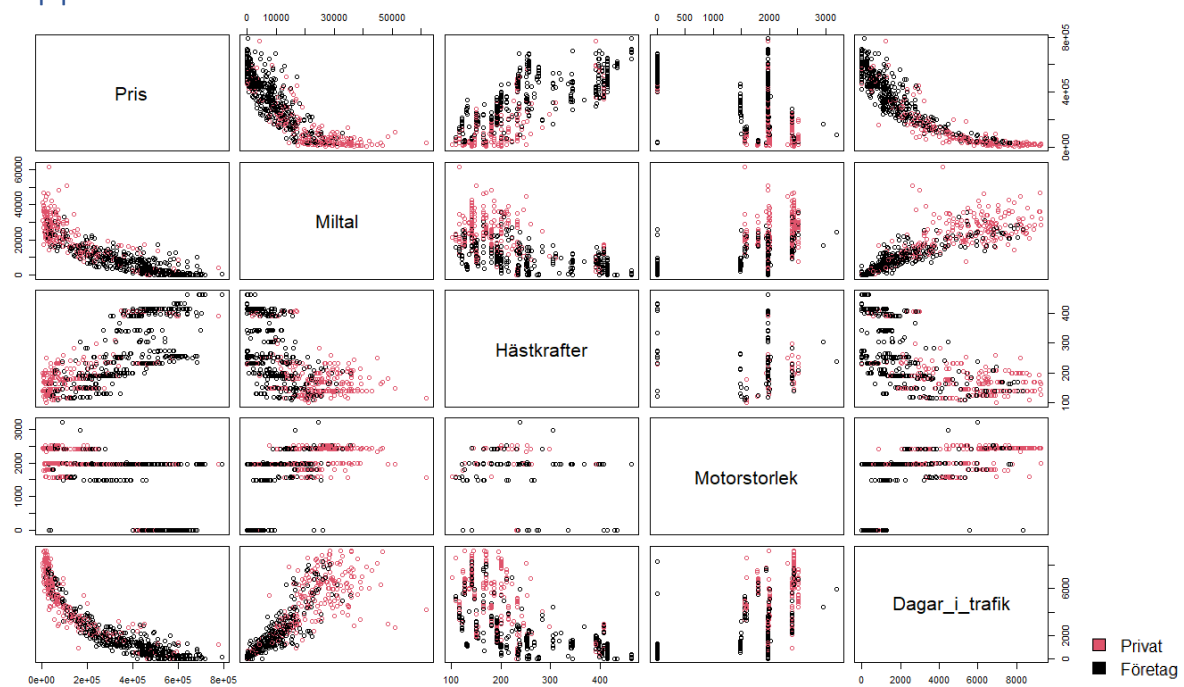 0 10000 30000 50000
0 500 1000 2000 3000
Pris
0e+00 4e+05 8e+05
0 20000 40000 60000
Miltal
Hästkrafter
100 200 300 400
0 1000 2000 3000
Motorstorlek
Dagar_i_trafik
0 2000 6000
0e+00 2e+05 4e+05 6e+05 8e+05
100 200 300 400
0 2000 4000 6000 8000
Privat
Företag